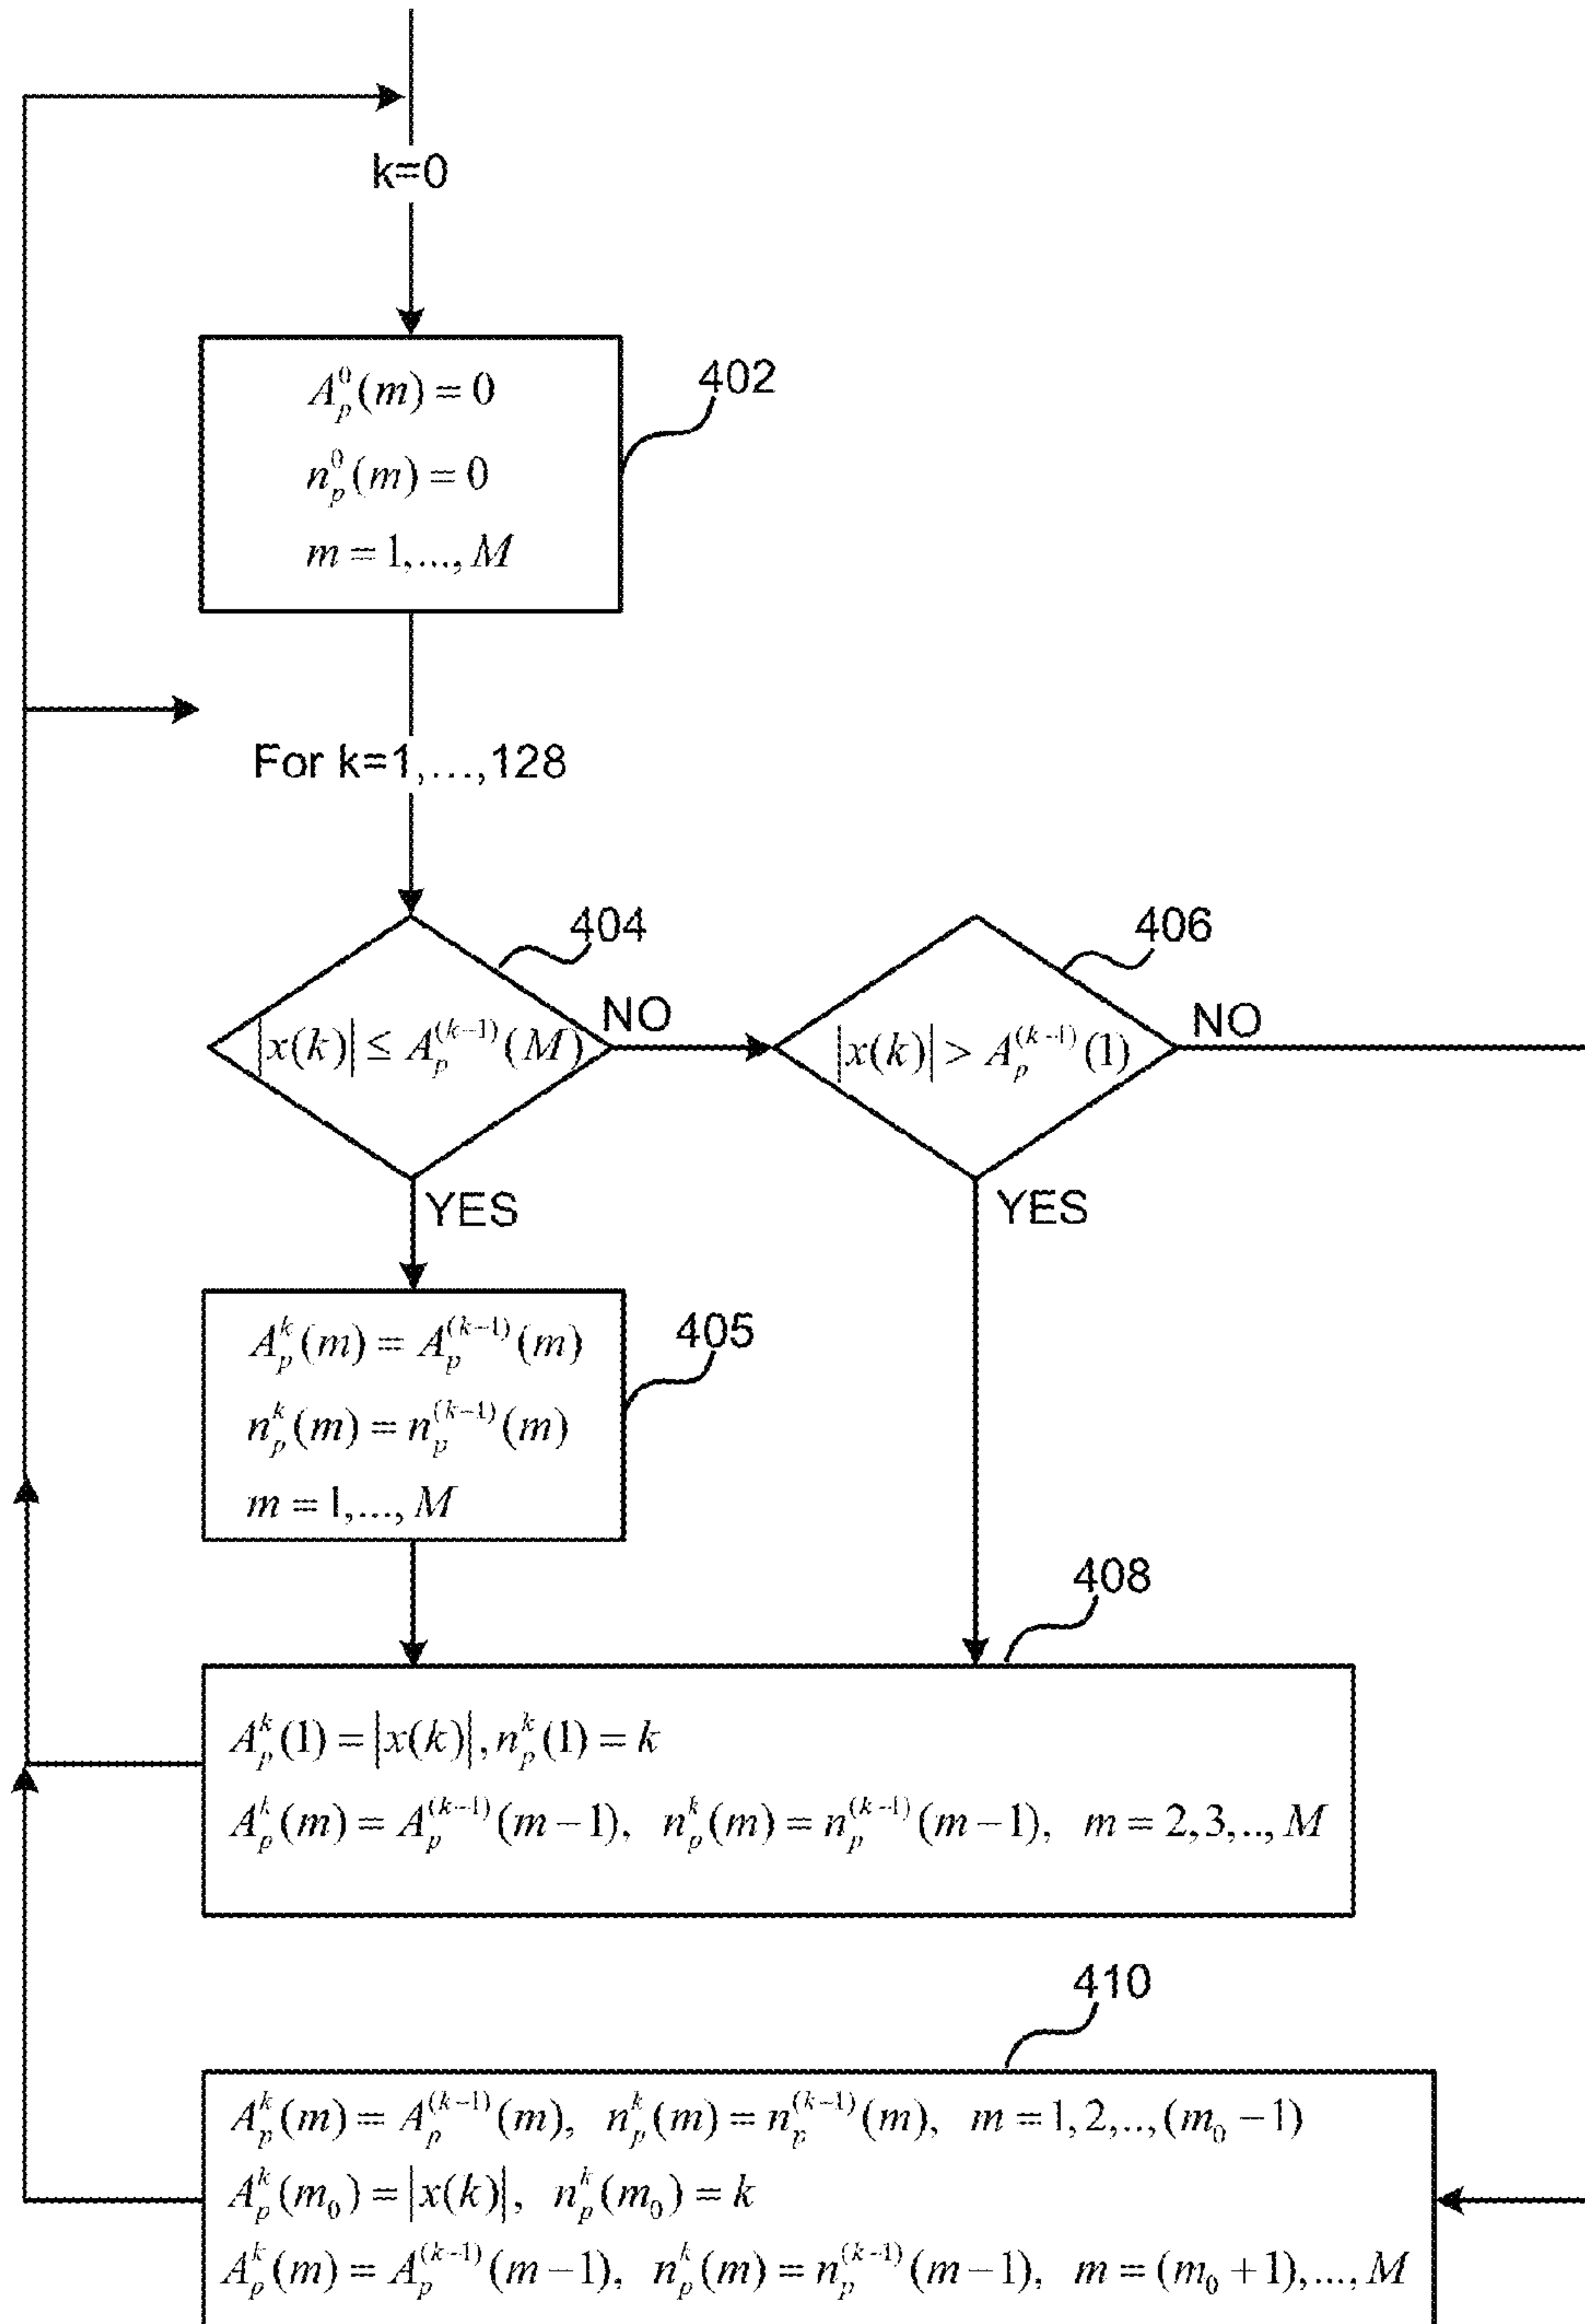 k=0
402
A_p^0(m) = 0
n_p^0(m) = 0
m = 1,..., M
For k=1,...,128
404
406
|x(k)| ≤ A_p^(k-1)(M)
NO
|x(k)| > A_p^(k-1)(1)
NO
YES
YES
405
A_p^k(m) = A_p^(k-1)(m)
n_p^k(m) = n_p^(k-1)(m)
m = 1,..., M
408
A_p^k(1) = |x(k)|, n_p^k(1) = k
A_p^k(m) = A_p^(k-1)(m-1), n_p^k(m) = n_p^(k-1)(m-1), m = 2,3,.., M
410
A_p^k(m) = A_p^(k-1)(m), n_p^k(m) = n_p^(k-1)(m), m = 1,2,..,(m_0 -1)
A_p^k(m_0) = |x(k)|, n_p^k(m_0) = k
A_p^k(m) = A_p^(k-1)(m-1), n_p^k(m) = n_p^(k-1)(m-1), m = (m_0 +1),..., M